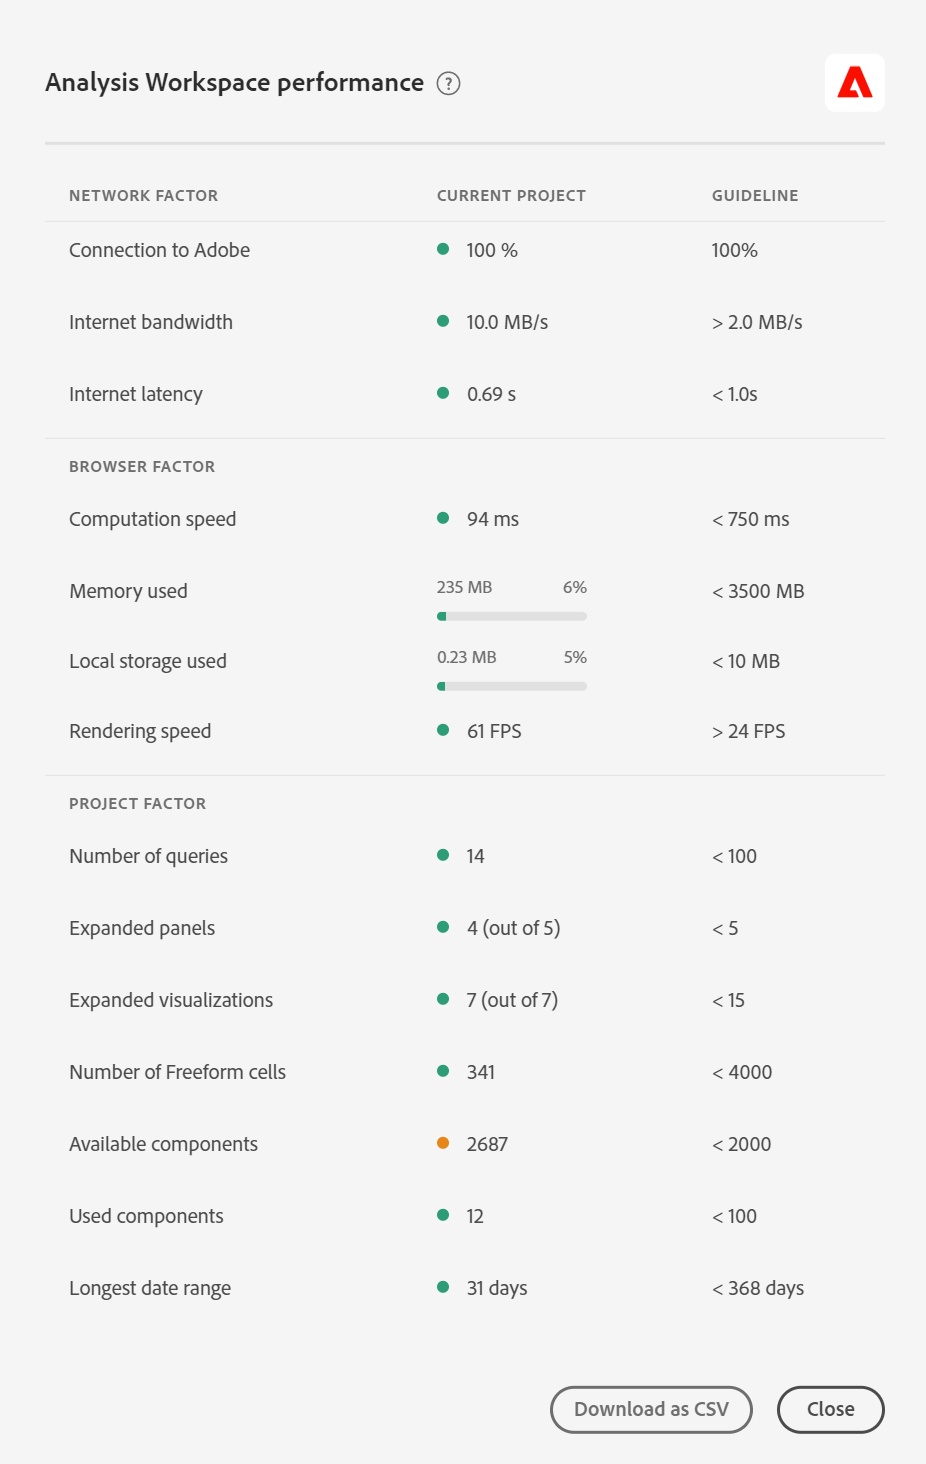 Analysis Workspace performance ?
NETWORK FACTOR CURRENT PROJECT GUIDELINE
Connection to Adobe 100 % 100%
Internet bandwidth 10.0 MB/s > 2.0 MB/s
Internet latency 0.69 s < 1.0s
BROWSER FACTOR
Computation speed 94 ms < 750 ms
Memory used 235 MB 6% < 3500 MB
Local storage used 0.23 MB 5% < 10 MB
Rendering speed 61 FPS > 24 FPS
PROJECT FACTOR
Number of queries 14 < 100
Expanded panels 4 (out of 5) < 5
Expanded visualizations 7 (out of 7) < 15
Number of Freeform cells 341 < 4000
Available components 2687 < 2000
Used components 12 < 100
Longest date range 31 days < 368 days
Download as CSV Close